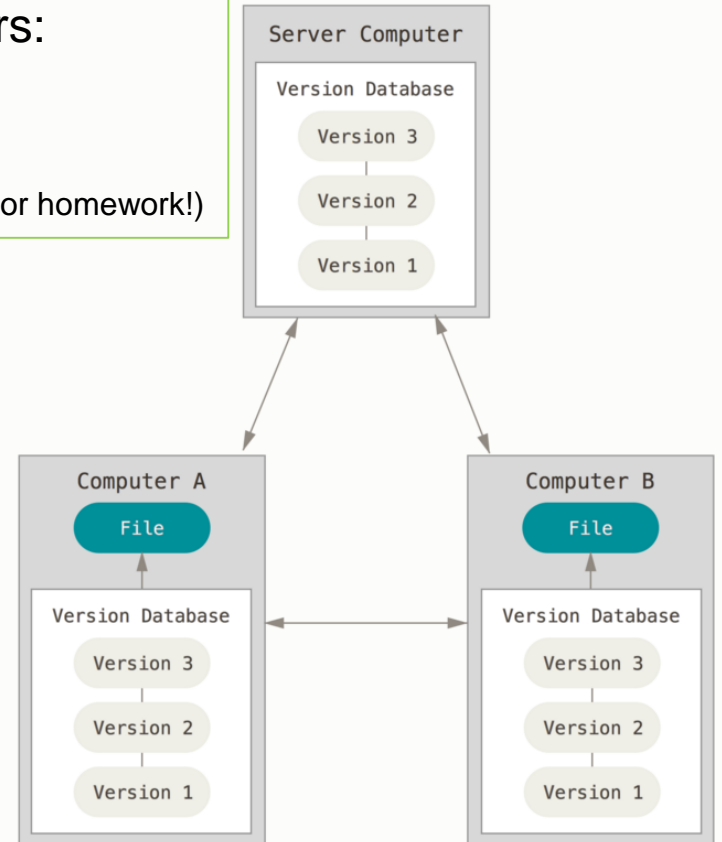 rs:
or homework!)
Server Computer
Version Database
Version 3
Version 2
Version 1
Computer A
File
Version Database
Version 3
Version 2
Version 1
Computer B
File
Version Database
Version 3
Version 2
Version 1